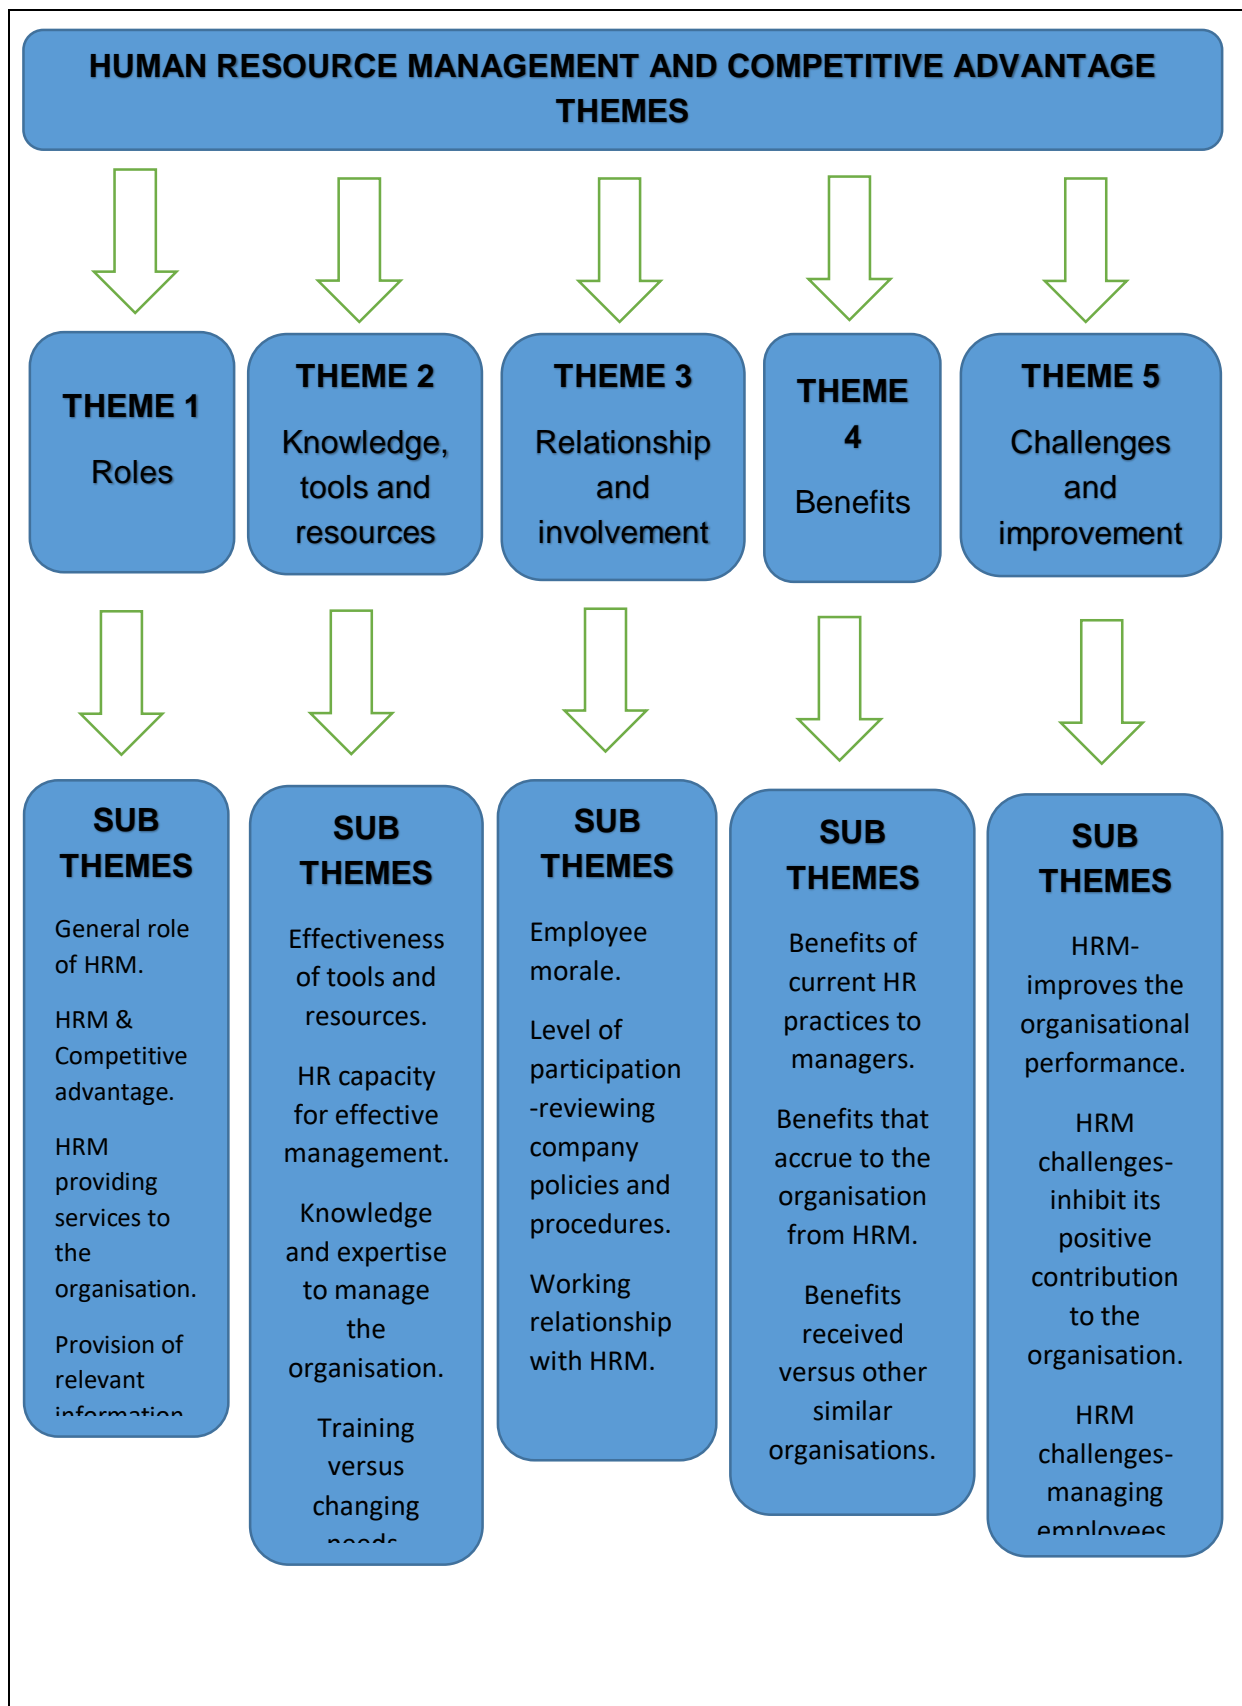 HUMAN RESOURCE MANAGEMENT AND COMPETITIVE ADVANTAGE
THEMES
THEME 1
Roles
THEME 2
Knowledge,
tools and
resources
THEME 3
Relationship
and
involvement
THEME
4
Benefits
THEME 5
Challenges
and
improvement
SUB
THEMES
General role
of HRM.
HRM &
Competitive
advantage.
HRM
providing
services to
the
organisation.
Provision of
relevant
information
SUB
THEMES
Effectiveness
of tools and
resources.
HR capacity
for effective
management.
Knowledge
and expertise
to manage
the
organisation.
Training
versus
changing
needs
SUB
THEMES
Employee
morale.
Level of
participation
-reviewing
company
policies and
procedures.
Working
relationship
with HRM.
SUB
THEMES
Benefits of
current HR
practices to
managers.
Benefits that
accrue to the
organisation
from HRM.
Benefits
received
versus other
similar
organisations.
SUB
THEMES
HRM-
improves the
organisational
performance.
HRM
challenges-
inhibit its
positive
contribution
to the
organisation.
HRM
challenges-
managing
employees